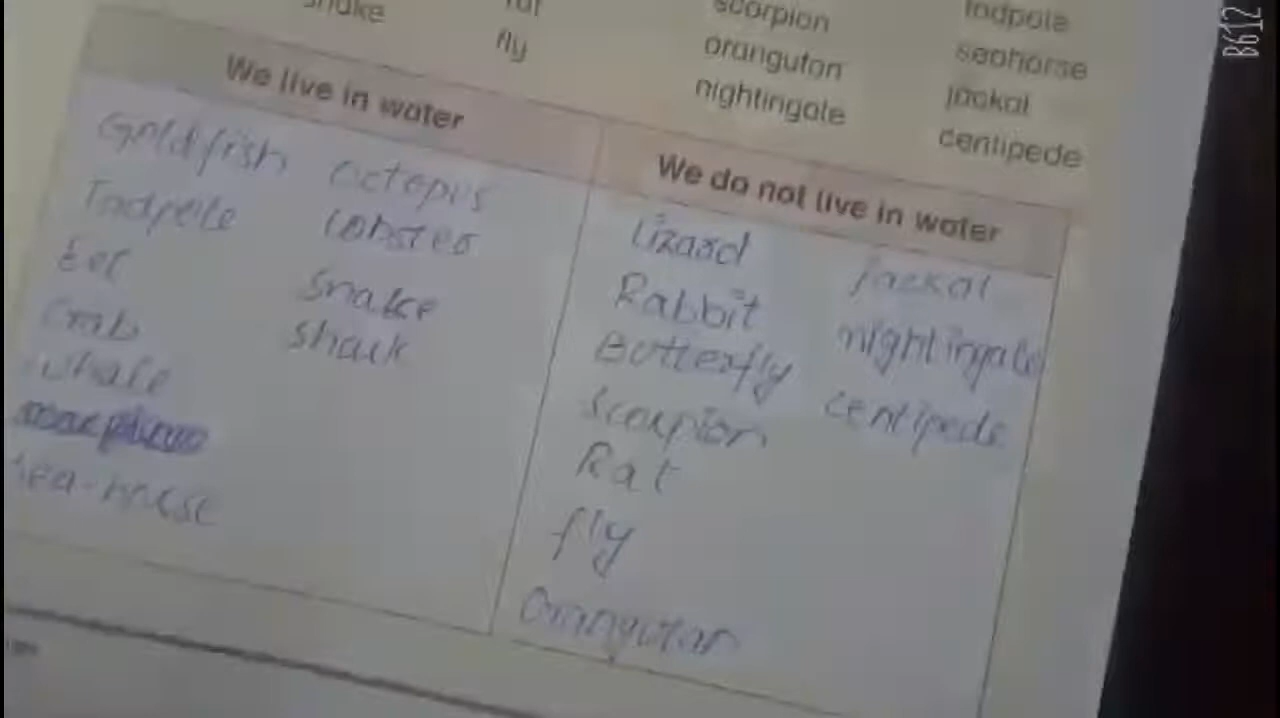 snake rat scorpion tadpole
fly orangutan seahorse
nightingale jackal
centipede
We live in water We do not live in water
Goldfish octopus Lizard jackal
Tadpole lobster Rabbit nightingale
Eel snake Butterfly centipede
Crab shark Scorpion
whale Rat
sea-horse fly
Orangutan
B612